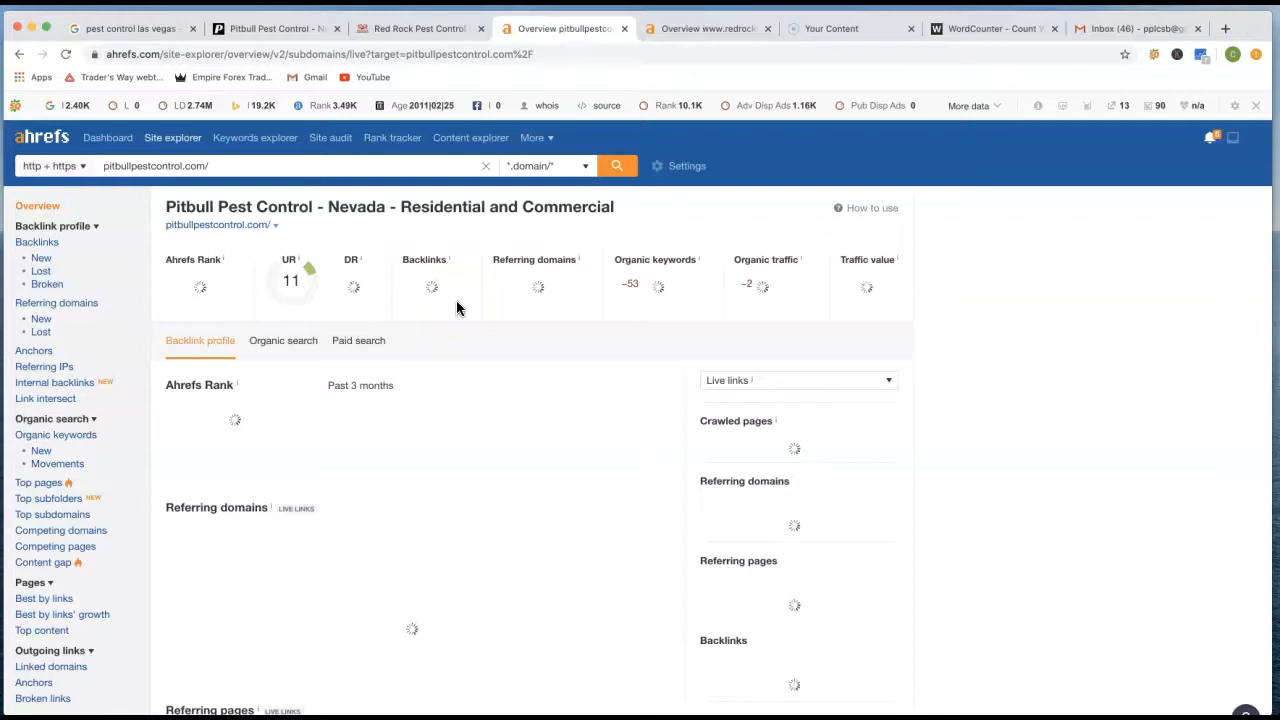 pest control las vegas
Pitbull Pest Control - N
Red Rock Pest Control
Overview pitbullpestco
Overview www.redrock
Your Content
WordCounter - Count W
Inbox (46) - pplcsb@g
ahrefs.com/site-explorer/overview/v2/subdomains/live?target=pitbullpestcontrol.com%2F
Apps
Trader's Way webt...
Empire Forex Trad...
Gmail
YouTube
I 2.40K
L 0
LD 2.74M
I 19.2K
Rank 3.49K
Age 2011|02|25
I 0
whois
source
Rank 10.1K
Adv Disp Ads 1.16K
Pub Disp Ads 0
More data
13
90
n/a
ahrefs
Dashboard
Site explorer
Keywords explorer
Site audit
Rank tracker
Content explorer
More
http + https
pitbullpestcontrol.com/
*.domain/*
Settings
Overview
Backlink profile
Backlinks
New
Lost
Broken
Referring domains
New
Lost
Anchors
Referring IPs
Internal backlinks NEW
Link intersect
Organic search
Organic keywords
New
Movements
Top pages
Top subfolders NEW
Top subdomains
Competing domains
Competing pages
Content gap
Pages
Best by links
Best by links' growth
Top content
Outgoing links
Linked domains
Anchors
Broken links
Pitbull Pest Control - Nevada - Residential and Commercial
How to use
pitbullpestcontrol.com/
Ahrefs Rank
UR
DR
Backlinks
Referring domains
Organic keywords
Organic traffic
Traffic value
11
−53
−2
Backlink profile
Organic search
Paid search
Ahrefs Rank
Past 3 months
Live links
Crawled pages
Referring domains
Referring domains LIVE LINKS
Referring pages
Backlinks
Referring pages LIVE LINKS